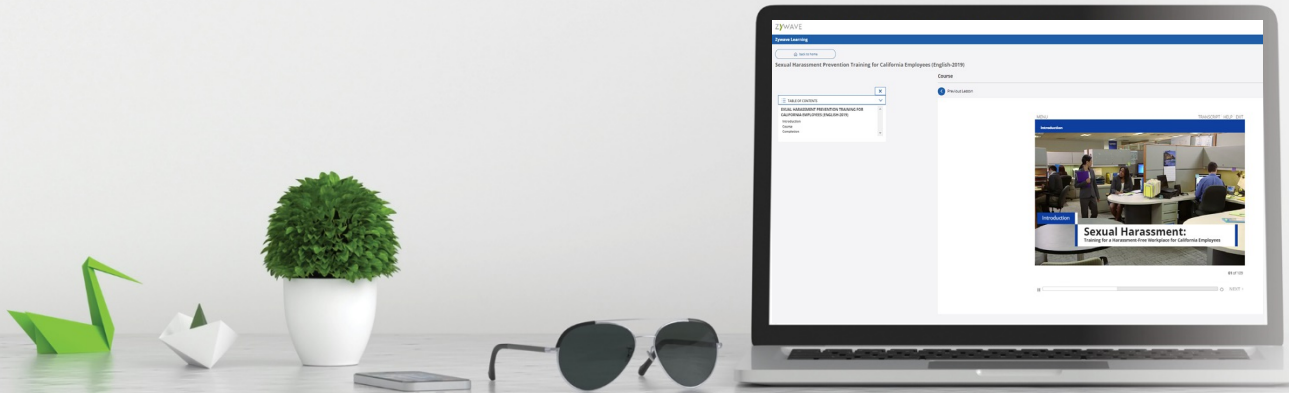 ZYWAVE
Zywave Learning
Back to Home
Sexual Harassment Prevention Training for California Employees (English-2019)
Course
Previous Lesson
TABLE OF CONTENTS
SEXUAL HARASSMENT PREVENTION TRAINING FOR
CALIFORNIA EMPLOYEES (ENGLISH-2019)
Introduction
Course
Completion
MENU
TRANSCRIPT HELP EXIT
Introduction
Introduction
Sexual Harassment:
Training for a Harassment-Free Workplace for California Employees
NEXT >